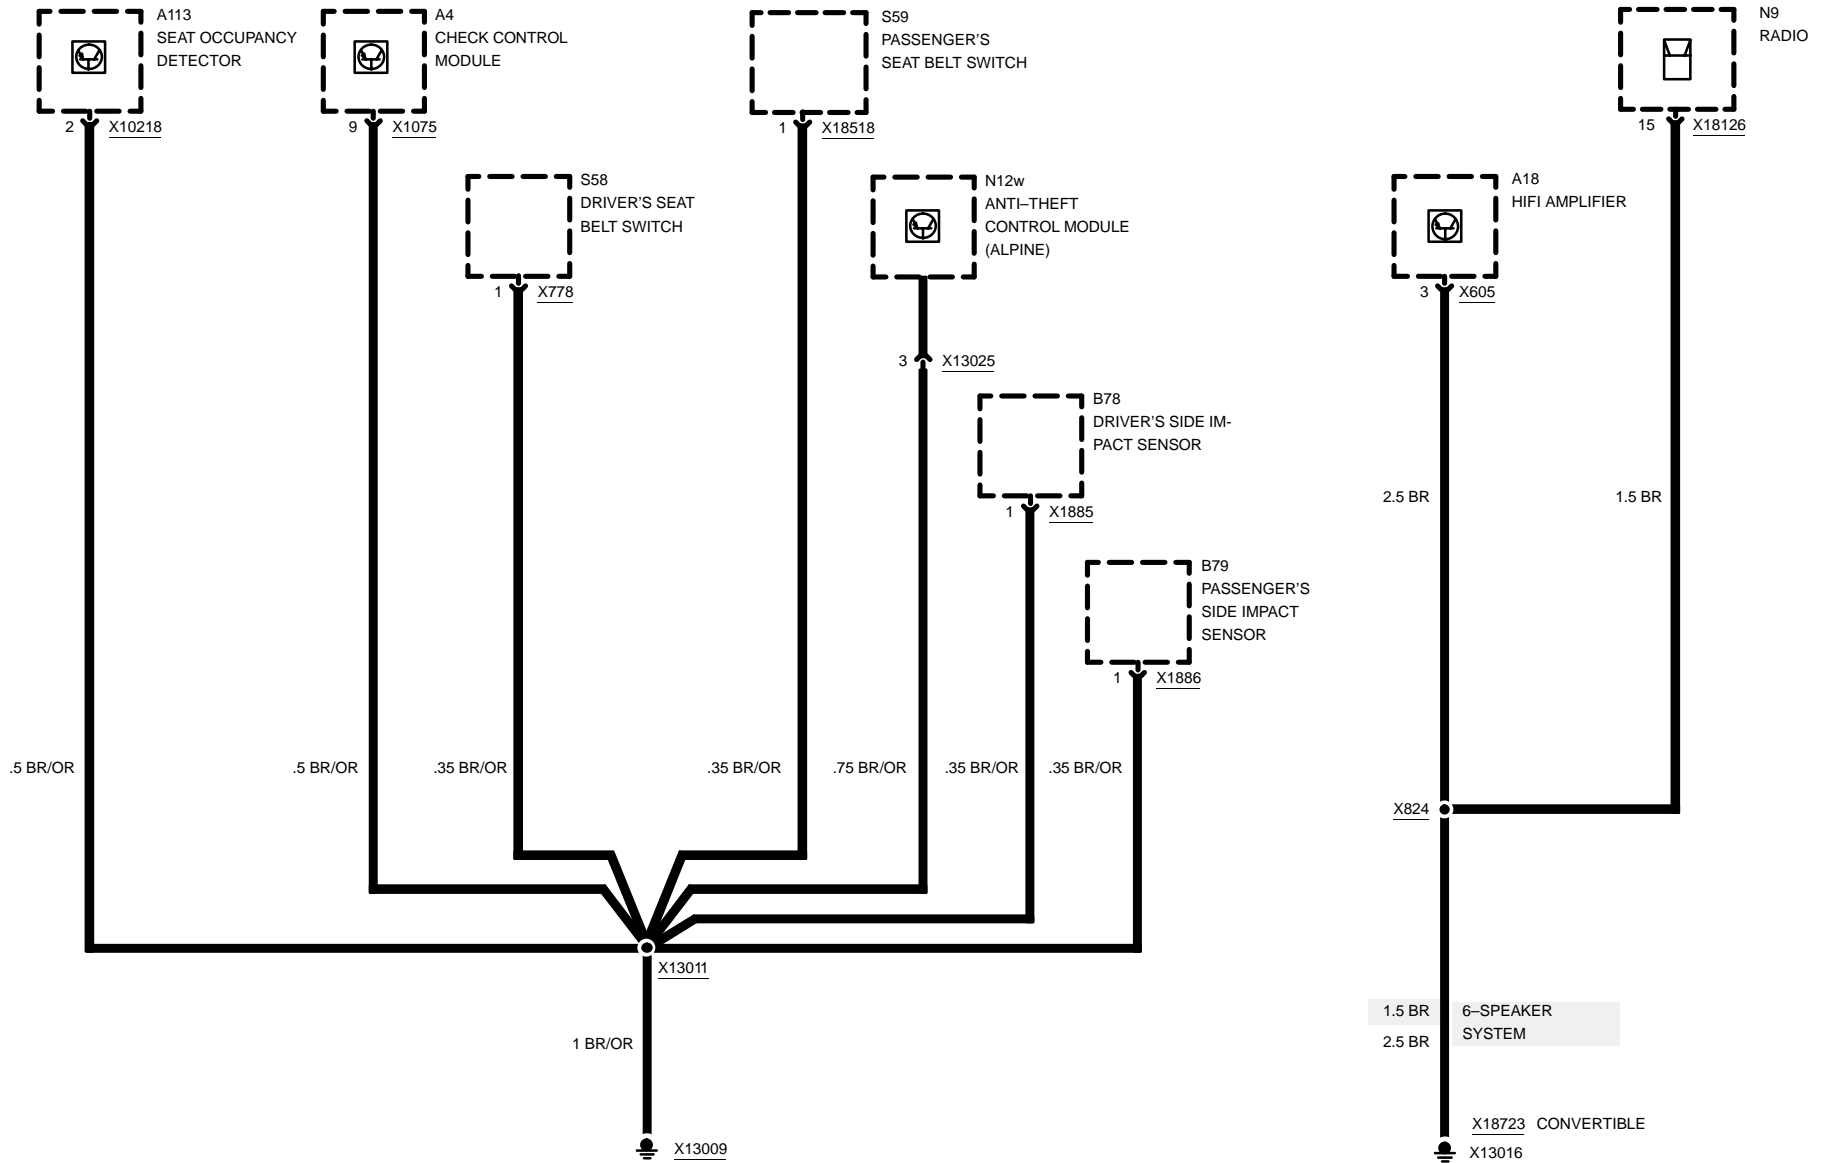 A113
SEAT OCCUPANCY
DETECTOR
2 X10218
A4
CHECK CONTROL
MODULE
9 X1075
S59
PASSENGER’S
SEAT BELT SWITCH
1 X18518
N9
RADIO
15 X18126
S58
DRIVER’S SEAT
BELT SWITCH
1 X778
N12w
ANTI–THEFT
CONTROL MODULE
(ALPINE)
3 X13025
A18
HIFI AMPLIFIER
3 X605
B78
DRIVER’S SIDE IM-
PACT SENSOR
1 X1885
2.5 BR
1.5 BR
B79
PASSENGER’S
SIDE IMPACT
SENSOR
1 X1886
.5 BR/OR
.5 BR/OR
.35 BR/OR
.35 BR/OR
.75 BR/OR
.35 BR/OR
.35 BR/OR
X824
X13011
1.5 BR
6–SPEAKER
SYSTEM
2.5 BR
1 BR/OR
X13009
X18723 CONVERTIBLE
X13016